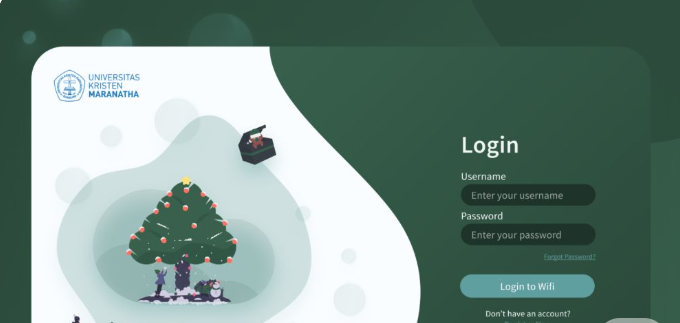 UNIVERSITAS
KRISTEN
MARANATHA
Login
Username
Enter your username
Password
Enter your password
Forgot Password?
Login to Wifi
Don't have an account?